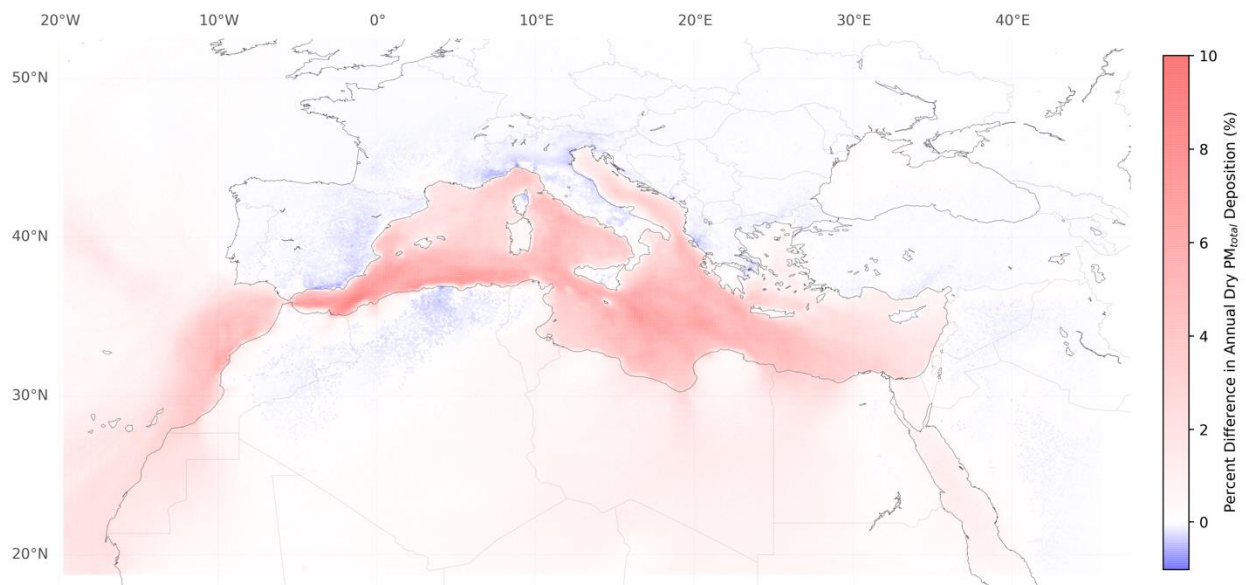 20°W 10°W 0° 10°E 20°E 30°E 40°E
50°N
40°N
30°N
20°N
10
8
6
4
2
0
Percent Difference in Annual Dry PM_total Deposition (%)